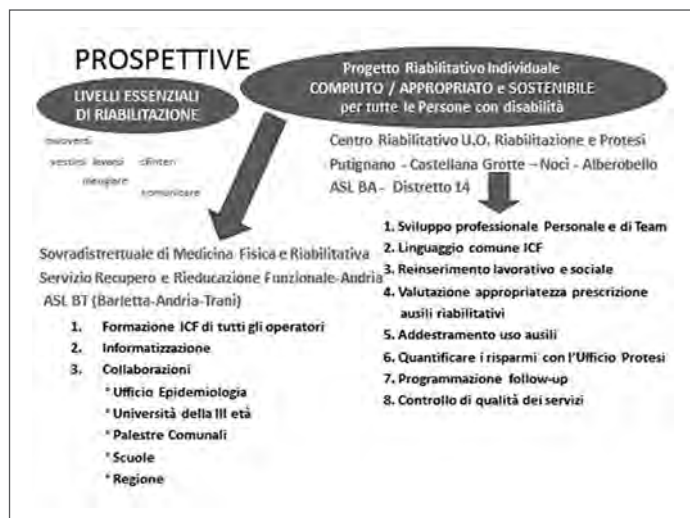 PROSPETTIVE
LIVELLI ESSENZIALI
DI RIABILITAZIONE
muoversi
vestirsi lavarsi sfinteri
mangiare
comunicare
Progetto Riabilitativo Individuale
COMPIUTO / APPROPRIATO e SOSTENIBILE
per tutte le Persone con disabilità
Centro Riabilitativo U.O. Riabilitazione e Protesi
Putignano - Castellana Grotte – Noci - Alberobello
ASL BA - Distretto 14
Sovradistrettuale di Medicina Fisica e Riabilitativa
Servizio Recupero e Rieducazione Funzionale-Andria
ASL BT (Barletta-Andria-Trani)
1. Formazione ICF di tutti gli operatori
2. Informatizzazione
3. Collaborazioni
* Ufficio Epidemiologia
* Università della III età
* Palestre Comunali
* Scuole
* Regione
1. Sviluppo professionale Personale e di Team
2. Linguaggio comune ICF
3. Reinserimento lavorativo e sociale
4. Valutazione appropriatezza prescrizione
ausili riabilitativi
5. Addestramento uso ausili
6. Quantificare i risparmi con l'Ufficio Protesi
7. Programmazione follow-up
8. Controllo di qualità dei servizi